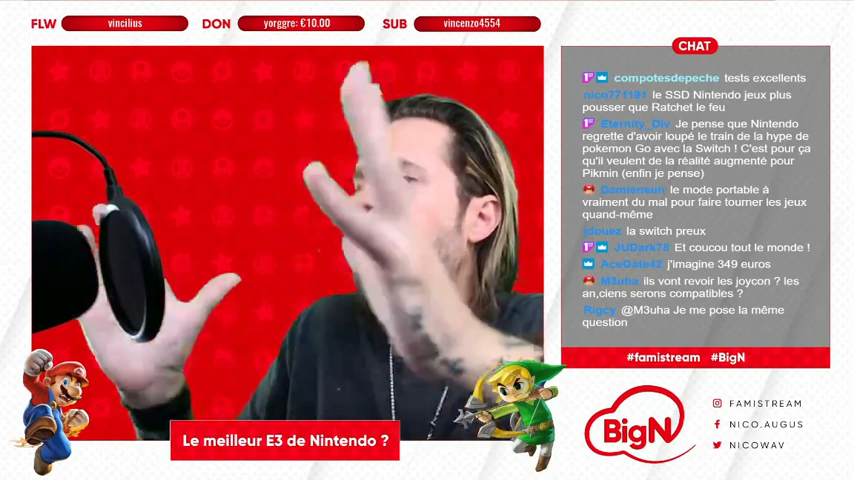 FLW vincilius DON yorggre: €10.00 SUB vincenzo4554
CHAT
compotesdepeche tests excellents
nico771191 le SSD Nintendo jeux plus
pousser que Ratchet le feu
Eternity_Div Je pense que Nintendo
regrette d'avoir loupé le train de la hype de
pokemon Go avec la Switch ! C'est pour ça
qu'il veulent de la réalité augmenté pour
Pikmin (enfin je pense)
Damieneuh le mode portable à
vraiment du mal pour faire tourner les jeux
quand-même
jdouez la switch preux
JUDark78 Et coucou tout le monde !
AceGate42 j'imagine 349 euros
M3uha ils vont revoir les joycon ? les
an,ciens serons compatibles ?
Rigcy @M3uha Je me pose la même
question
#famistream #BigN
Le meilleur E3 de Nintendo ?
BigN
FAMISTREAM
NICO.AUGUS
NICOWAV